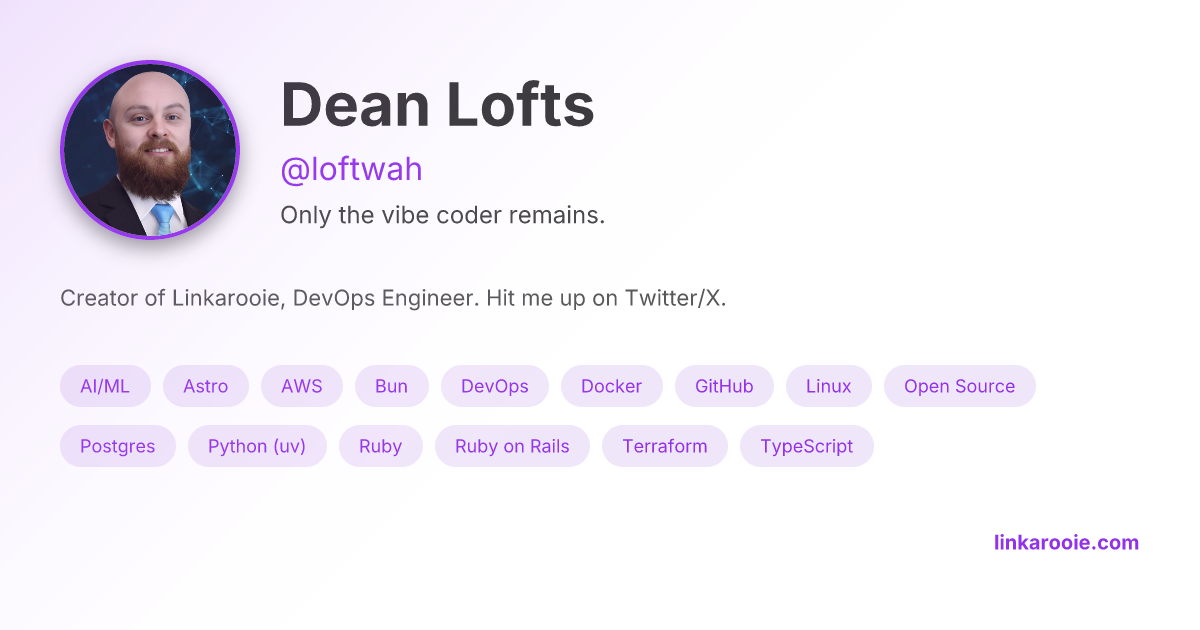 Dean Lofts
@loftwah
Only the vibe coder remains.
Creator of Linkarooie, DevOps Engineer. Hit me up on Twitter/X.
AI/ML Astro AWS Bun DevOps Docker GitHub Linux Open Source
Postgres Python (uv) Ruby Ruby on Rails Terraform TypeScript
linkarooie.com